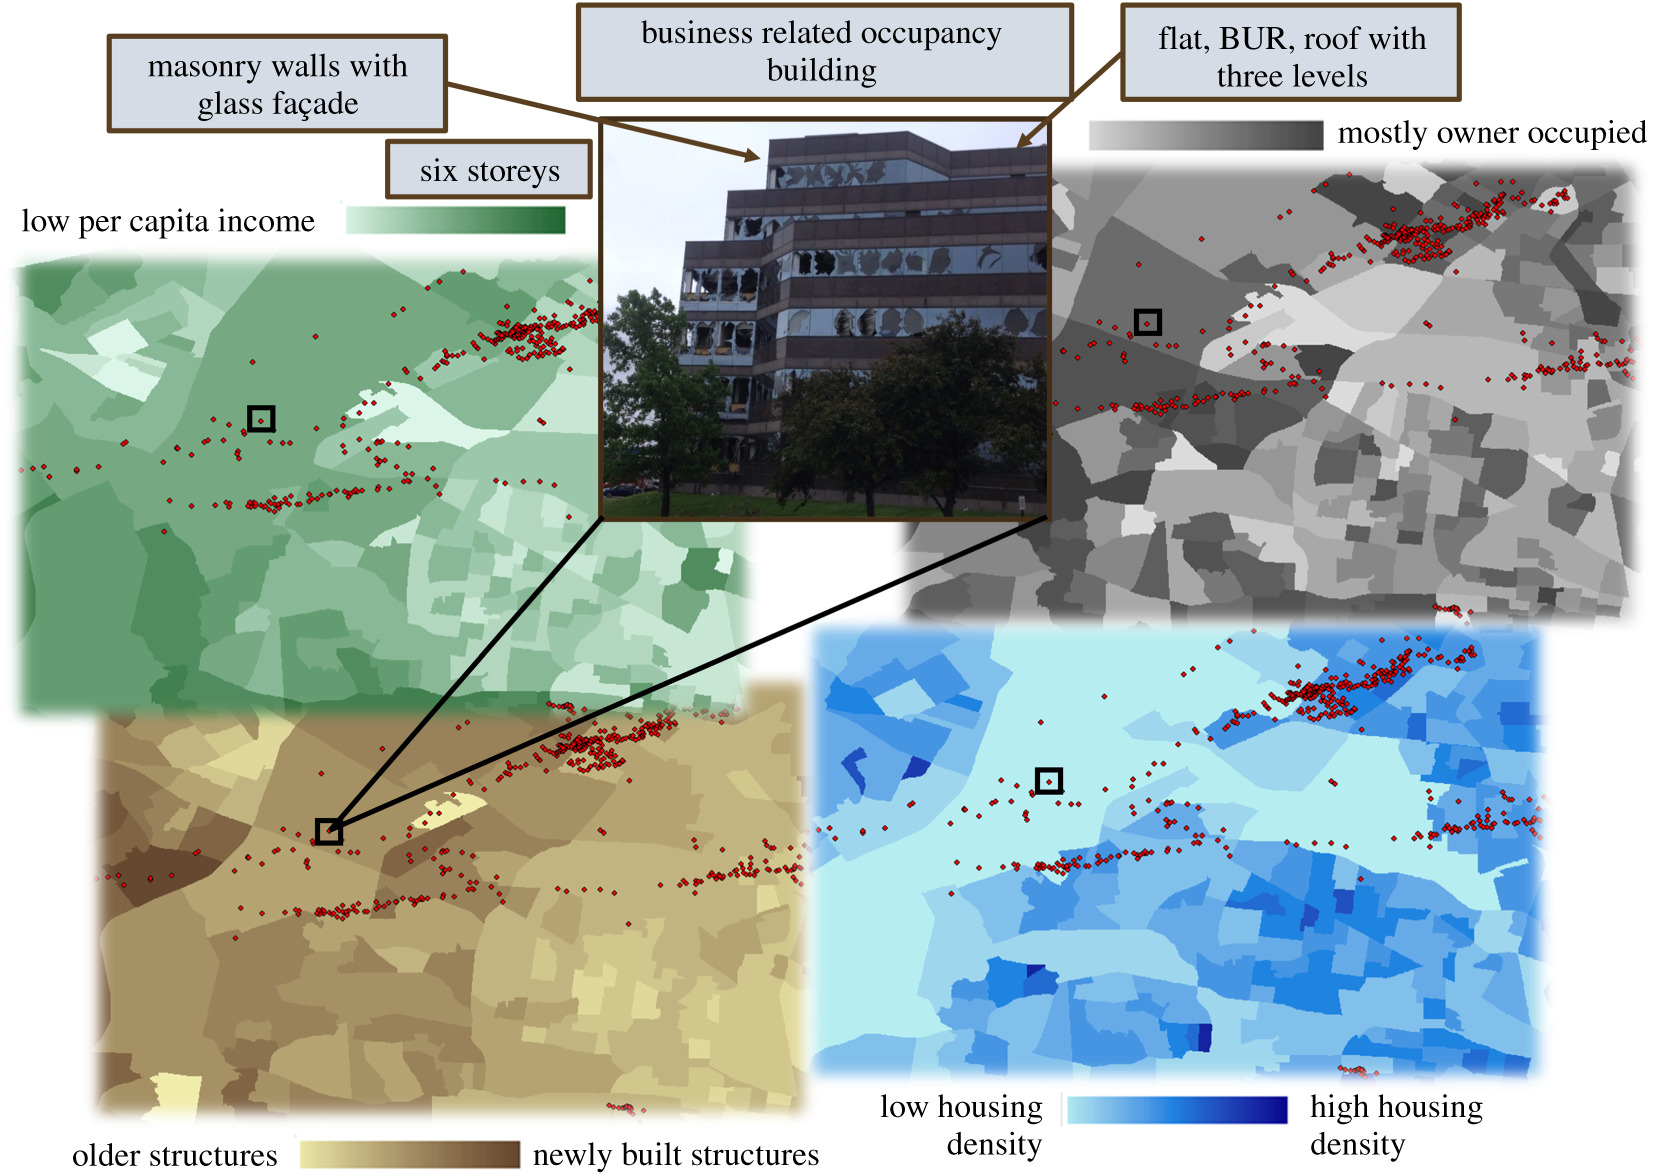 business related occupancy
building
flat, BUR, roof with
three levels
masonry walls with
glass façade
six storeys
mostly owner occupied
low per capita income
low housing
density
high housing
density
older structures
newly built structures